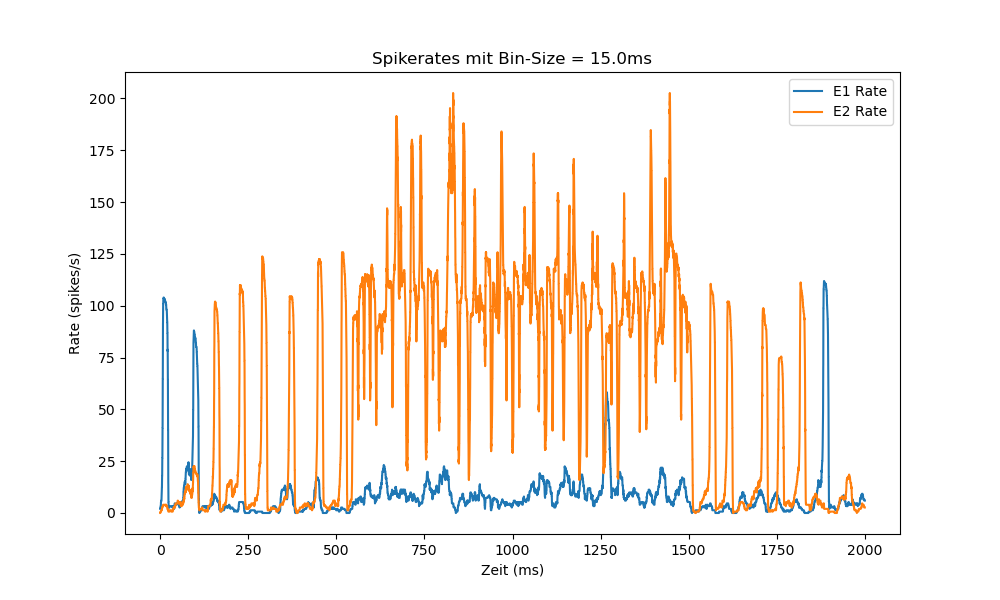 Spikerates mit Bin-Size = 15.0ms
E1 Rate
E2 Rate
200
175
150
125
100
75
50
25
0
Rate (spikes/s)
0 250 500 750 1000 1250 1500 1750 2000
Zeit (ms)